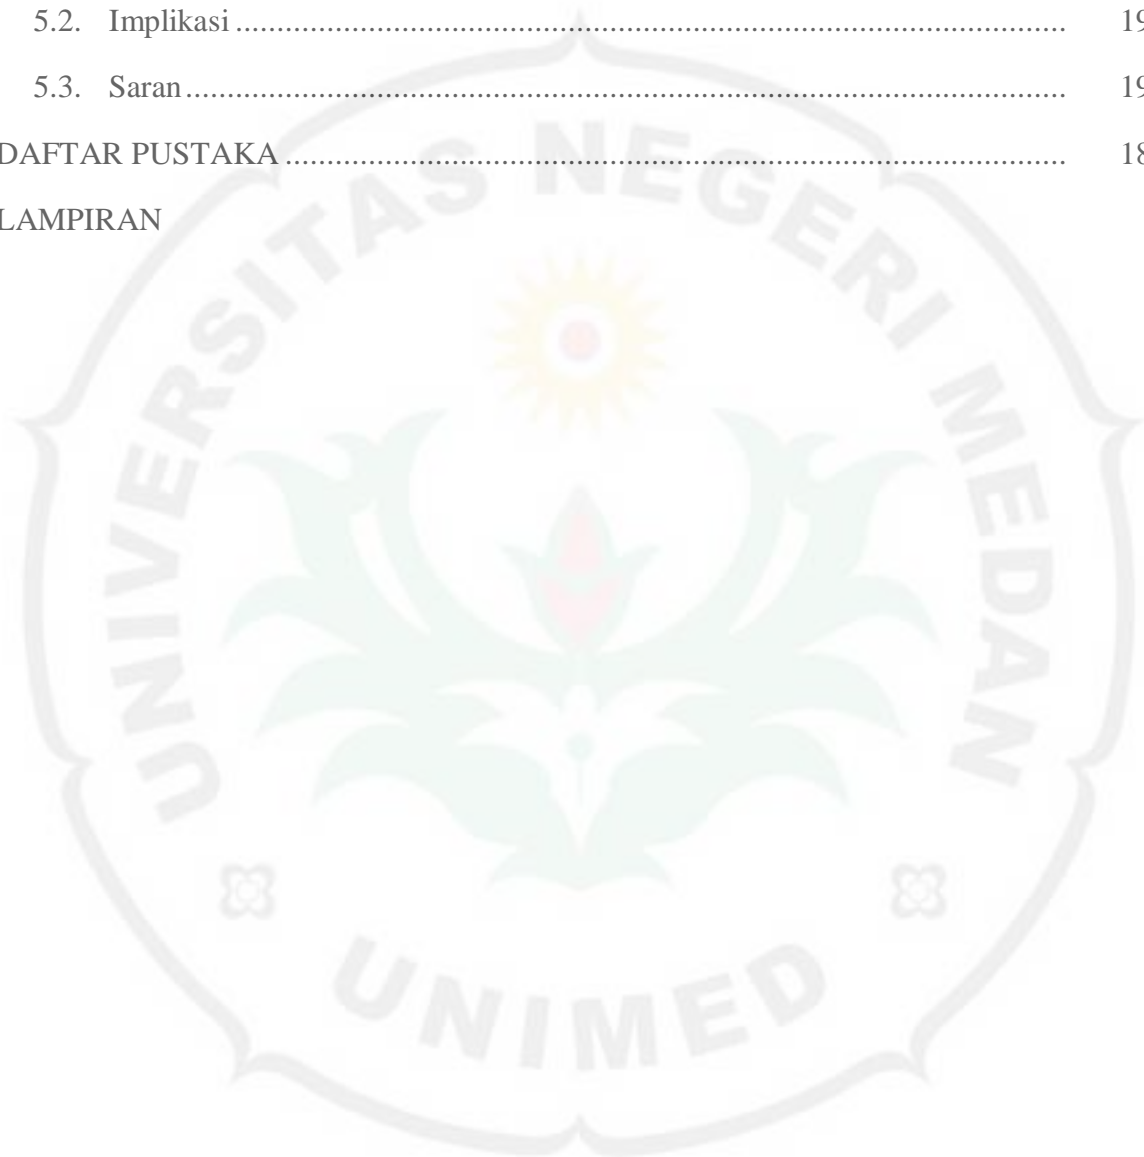 5.2. Implikasi .......... 19
5.3. Saran .......... 19
DAFTAR PUSTAKA .......... 18
LAMPIRAN
UNIVERSITAS NEGERI MEDAN
UNIMED